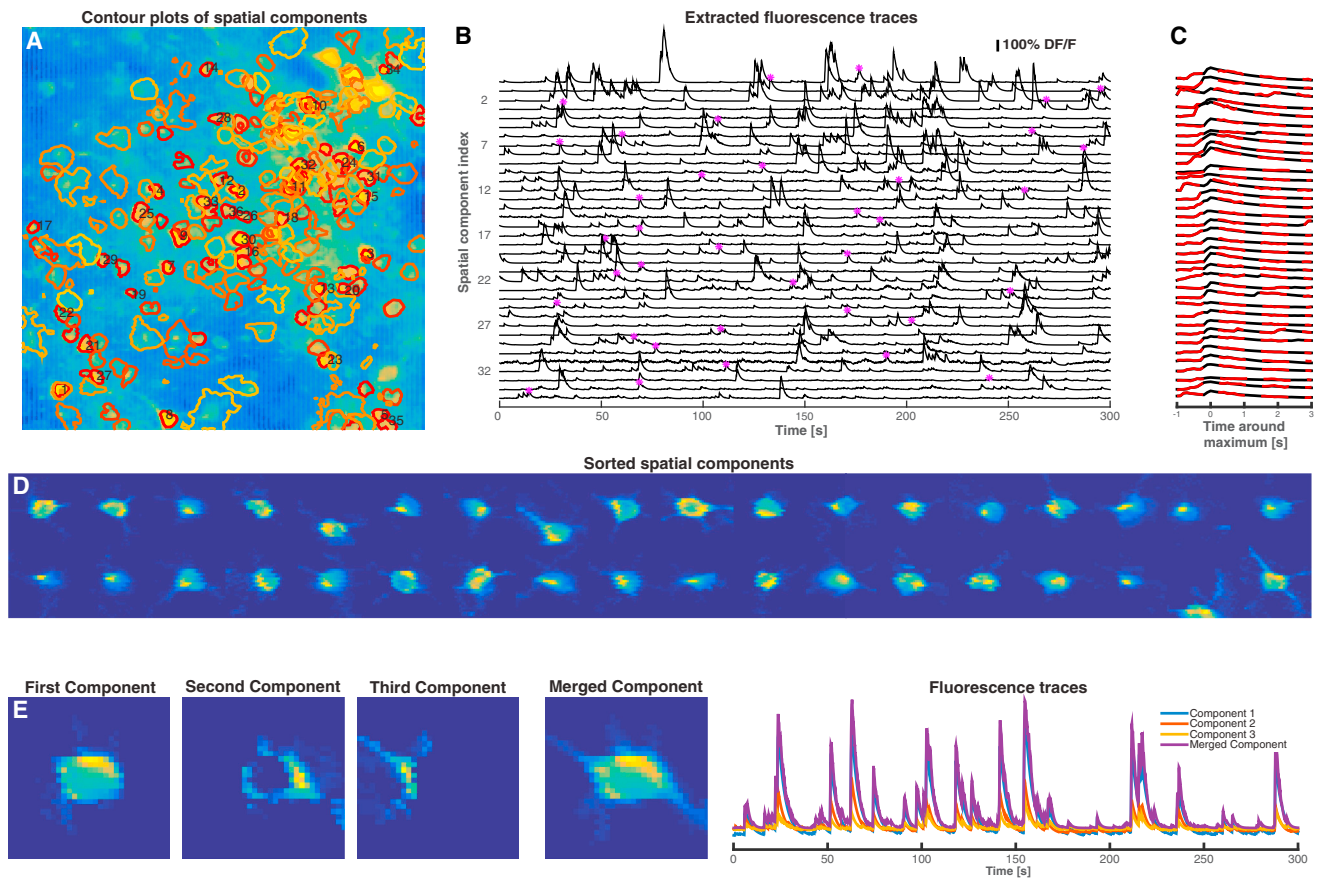 Contour plots of spatial components
A
14
34
10
28
6
32
24
12
11
31
4
2
15
33
25
36
26
18
17
9
30
16
3
29
7
13
20
19
22
21
23
27
1
8
5
35
Extracted fluorescence traces
B
100% DF/F
Spatial component index
2
7
12
17
22
27
32
0
50
100
150
200
250
300
Time [s]
C
-1
0
1
2
3
Time around
maximum [s]
Sorted spatial components
D
First Component
Second Component
Third Component
Merged Component
E
Fluorescence traces
Component 1
Component 2
Component 3
Merged Component
0
50
100
150
200
250
300
Time [s]